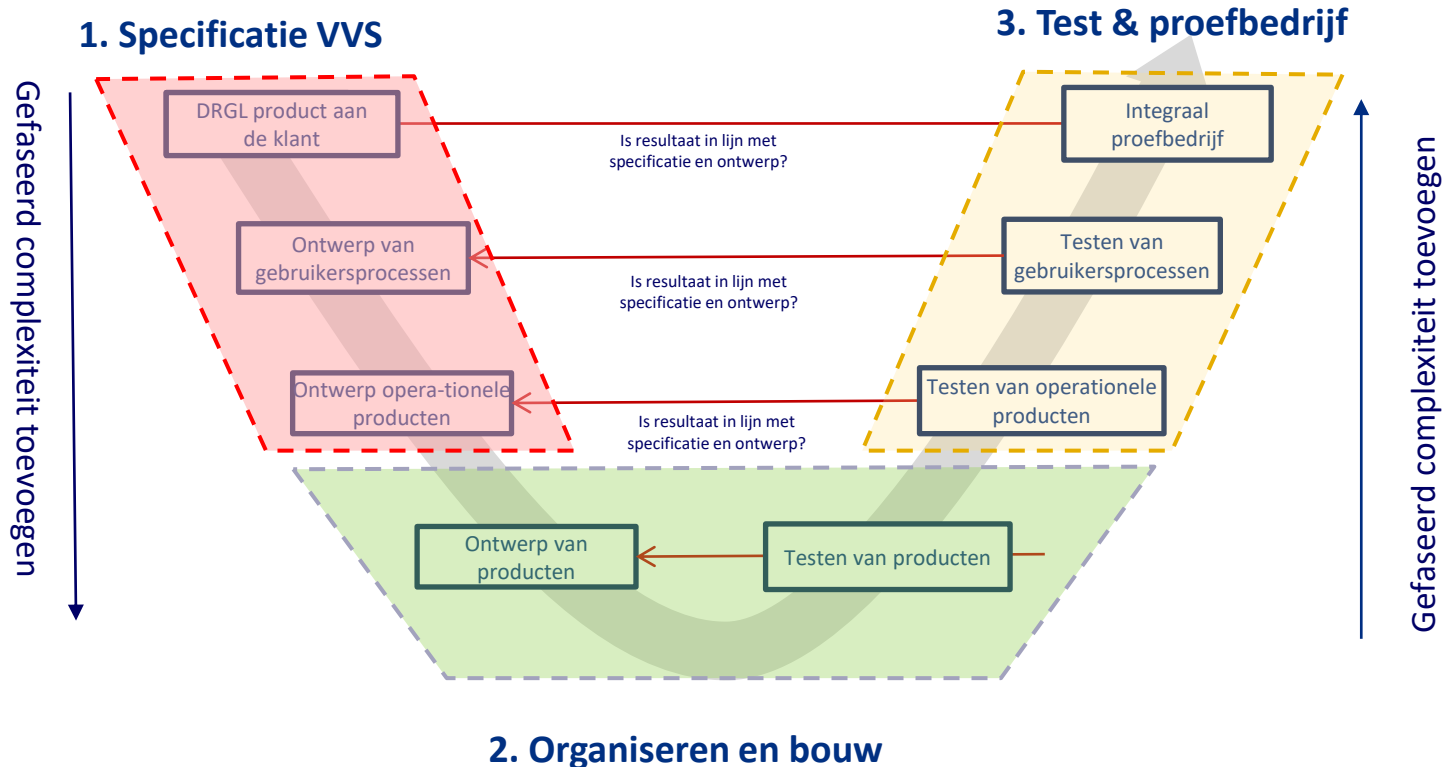 1. Specificatie VVS
3. Test & proefbedrijf
Gefaseerd complexiteit toevoegen
DRGL product aan
de klant
Is resultaat in lijn met
specificatie en ontwerp?
Integraal
proefbedrijf
Ontwerp van
gebruikersprocessen
Is resultaat in lijn met
specificatie en ontwerp?
Testen van
gebruikersprocessen
Ontwerp opera-tionele
producten
Is resultaat in lijn met
specificatie en ontwerp?
Testen van operationele
producten
Gefaseerd complexiteit toevoegen
Ontwerp van
producten
Testen van producten
2. Organiseren en bouw